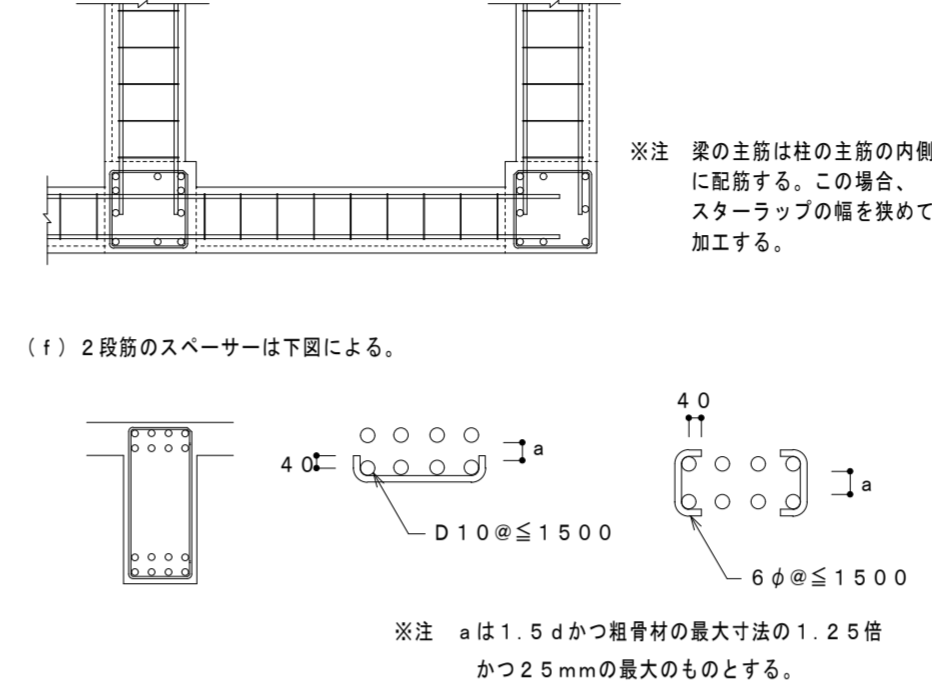 ※注　梁の主筋は柱の主筋の内側
に配筋する。この場合、
スターラップの幅を狭めて
加工する。
（ｆ）２段筋のスペーサーは下図による。
４０
ａ
４０
ａ
Ｄ１０＠≦１５００
６φ＠≦１５００
※注　ａは１.５ｄかつ粗骨材の最大寸法の１.２５倍
かつ２５ｍｍの最大のものとする。